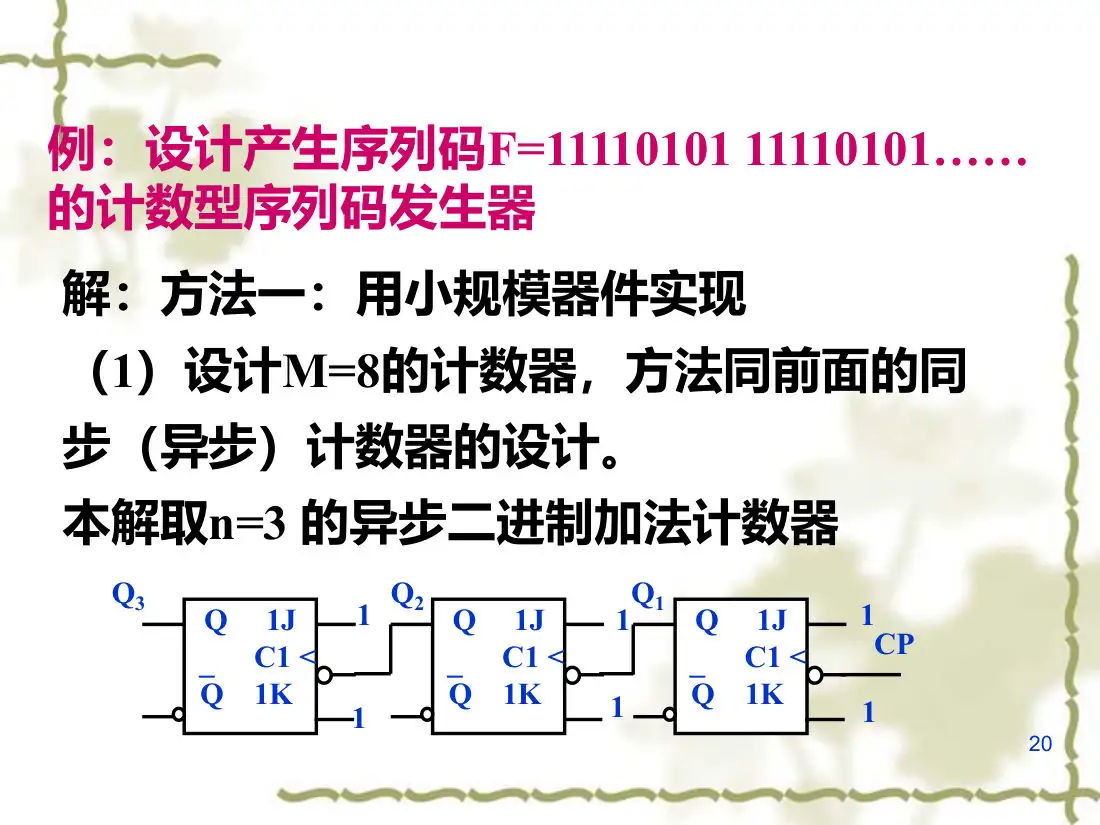 例：设计产生序列码F=11110101 11110101……
的计数型序列码发生器
解：方法一：用小规模器件实现
（1）设计M=8的计数器，方法同前面的同
步（异步）计数器的设计。
本解取n=3 的异步二进制加法计数器
Q₃ Q₂ Q₁
Q 1J 1 Q 1J 1 Q 1J 1
C1 < C1 < C1 < CP
Q̅ 1K 1 Q̅ 1K 1 Q̅ 1K 1
20